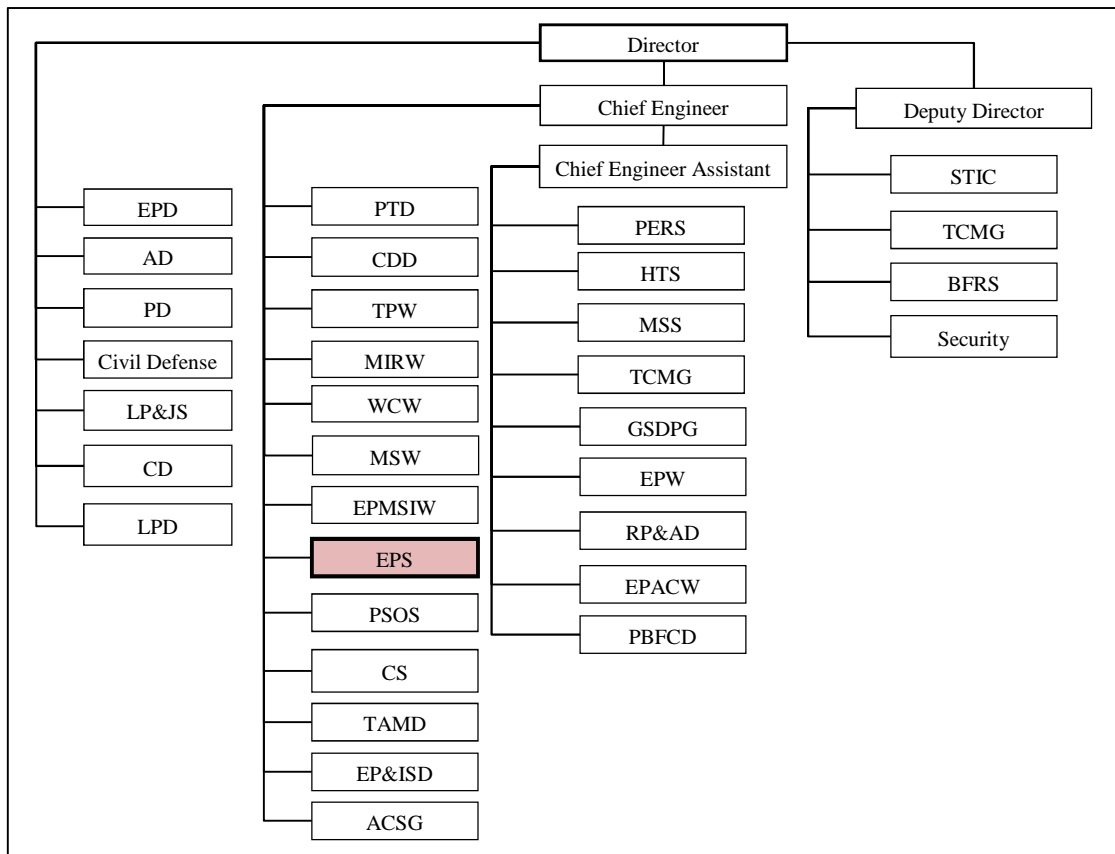 Director
Chief Engineer
Deputy Director
Chief Engineer Assistant
EPD
AD
PD
Civil Defense
LP&JS
CD
LPD
PTD
CDD
TPW
MIRW
WCW
MSW
EPMSIW
EPS
PSOS
CS
TAMD
EP&ISD
ACSG
PERS
HTS
MSS
TCMG
GSDPG
EPW
RP&AD
EPACW
PBFCD
STIC
TCMG
BFRS
Security